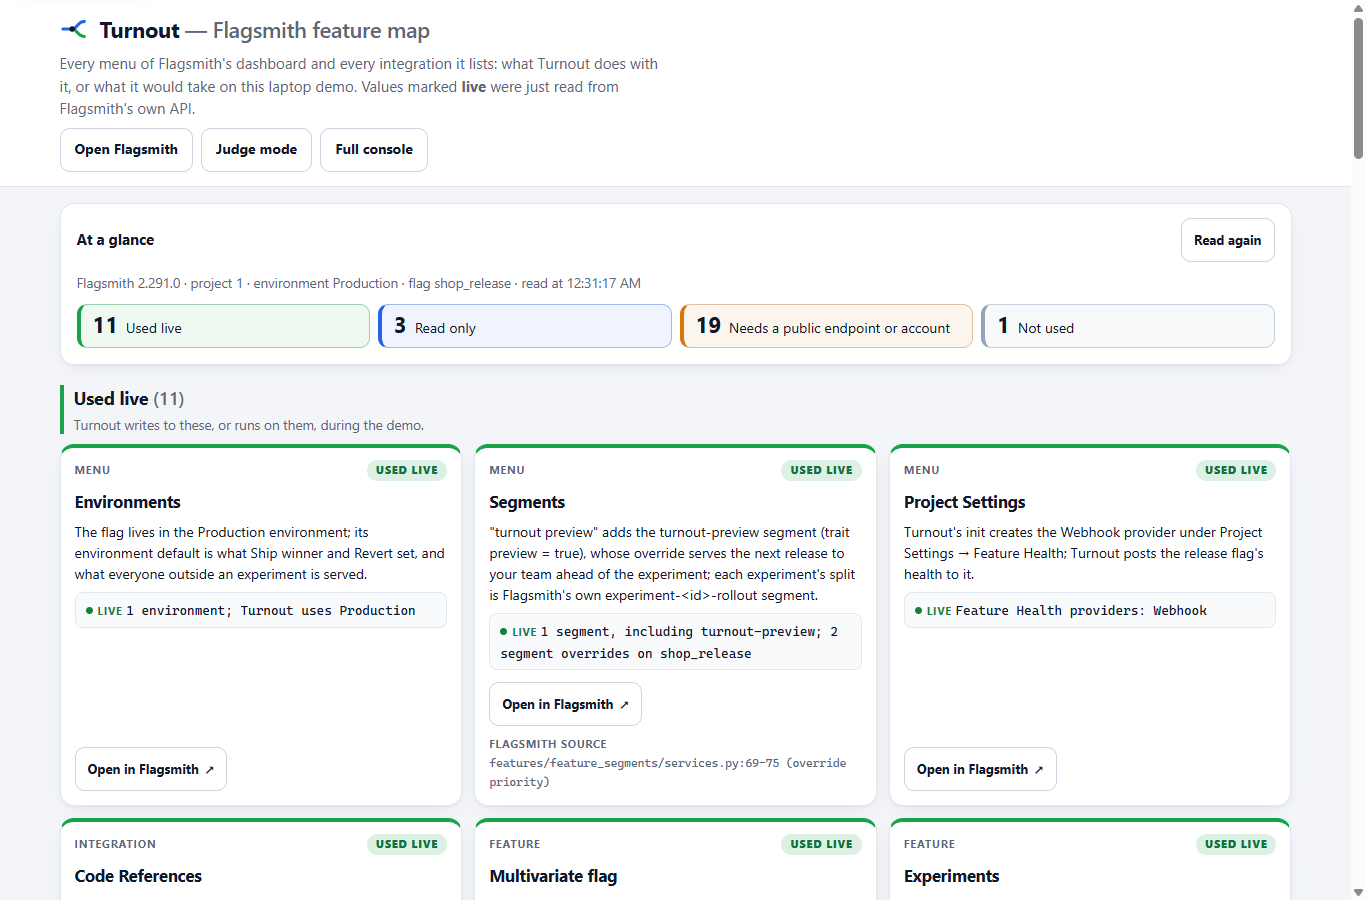 Turnout — Flagsmith feature map
Every menu of Flagsmith's dashboard and every integration it lists: what Turnout does with
it, or what it would take on this laptop demo. Values marked live were just read from
Flagsmith's own API.
Open Flagsmith
Judge mode
Full console
At a glance
Read again
Flagsmith 2.291.0 · project 1 · environment Production · flag shop_release · read at 12:31:17 AM
11 Used live
3 Read only
19 Needs a public endpoint or account
1 Not used
Used live (11)
Turnout writes to these, or runs on them, during the demo.
MENU
USED LIVE
Environments
The flag lives in the Production environment; its
environment default is what Ship winner and Revert set, and
what everyone outside an experiment is served.
● LIVE 1 environment; Turnout uses Production
Open in Flagsmith ↗
MENU
USED LIVE
Segments
"turnout preview" adds the turnout-preview segment (trait
preview = true), whose override serves the next release to
your team ahead of the experiment; each experiment's split
is Flagsmith's own experiment-<id>-rollout segment.
● LIVE 1 segment, including turnout-preview; 2
segment overrides on shop_release
Open in Flagsmith ↗
FLAGSMITH SOURCE
features/feature_segments/services.py:69-75 (override
priority)
MENU
USED LIVE
Project Settings
Turnout's init creates the Webhook provider under Project
Settings → Feature Health; Turnout posts the release flag's
health to it.
● LIVE Feature Health providers: Webhook
Open in Flagsmith ↗
INTEGRATION
USED LIVE
Code References
FEATURE
USED LIVE
Multivariate flag
FEATURE
USED LIVE
Experiments